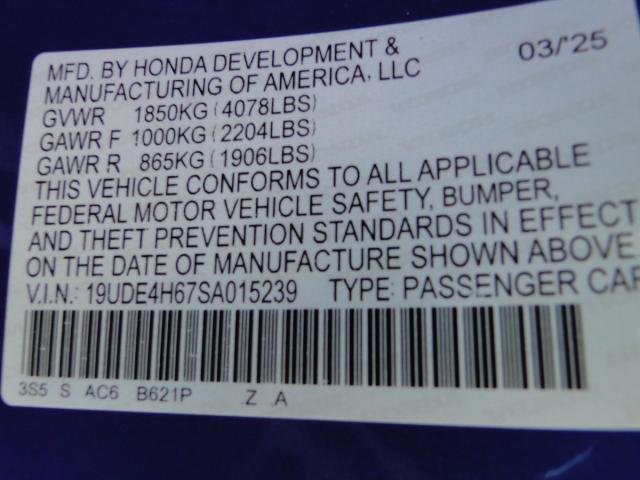 MFD. BY HONDA DEVELOPMENT & 03/'25
MANUFACTURING OF AMERICA, LLC
GVWR 1850KG (4078LBS)
GAWR F 1000KG (2204LBS)
GAWR R 865KG (1906LBS)
THIS VEHICLE CONFORMS TO ALL APPLICABLE
FEDERAL MOTOR VEHICLE SAFETY, BUMPER,
AND THEFT PREVENTION STANDARDS IN EFFECT
ON THE DATE OF MANUFACTURE SHOWN ABOVE
V.I.N.: 19UDE4H67SA015239 TYPE: PASSENGER CAR
3S5 S AC6 B621P Z A